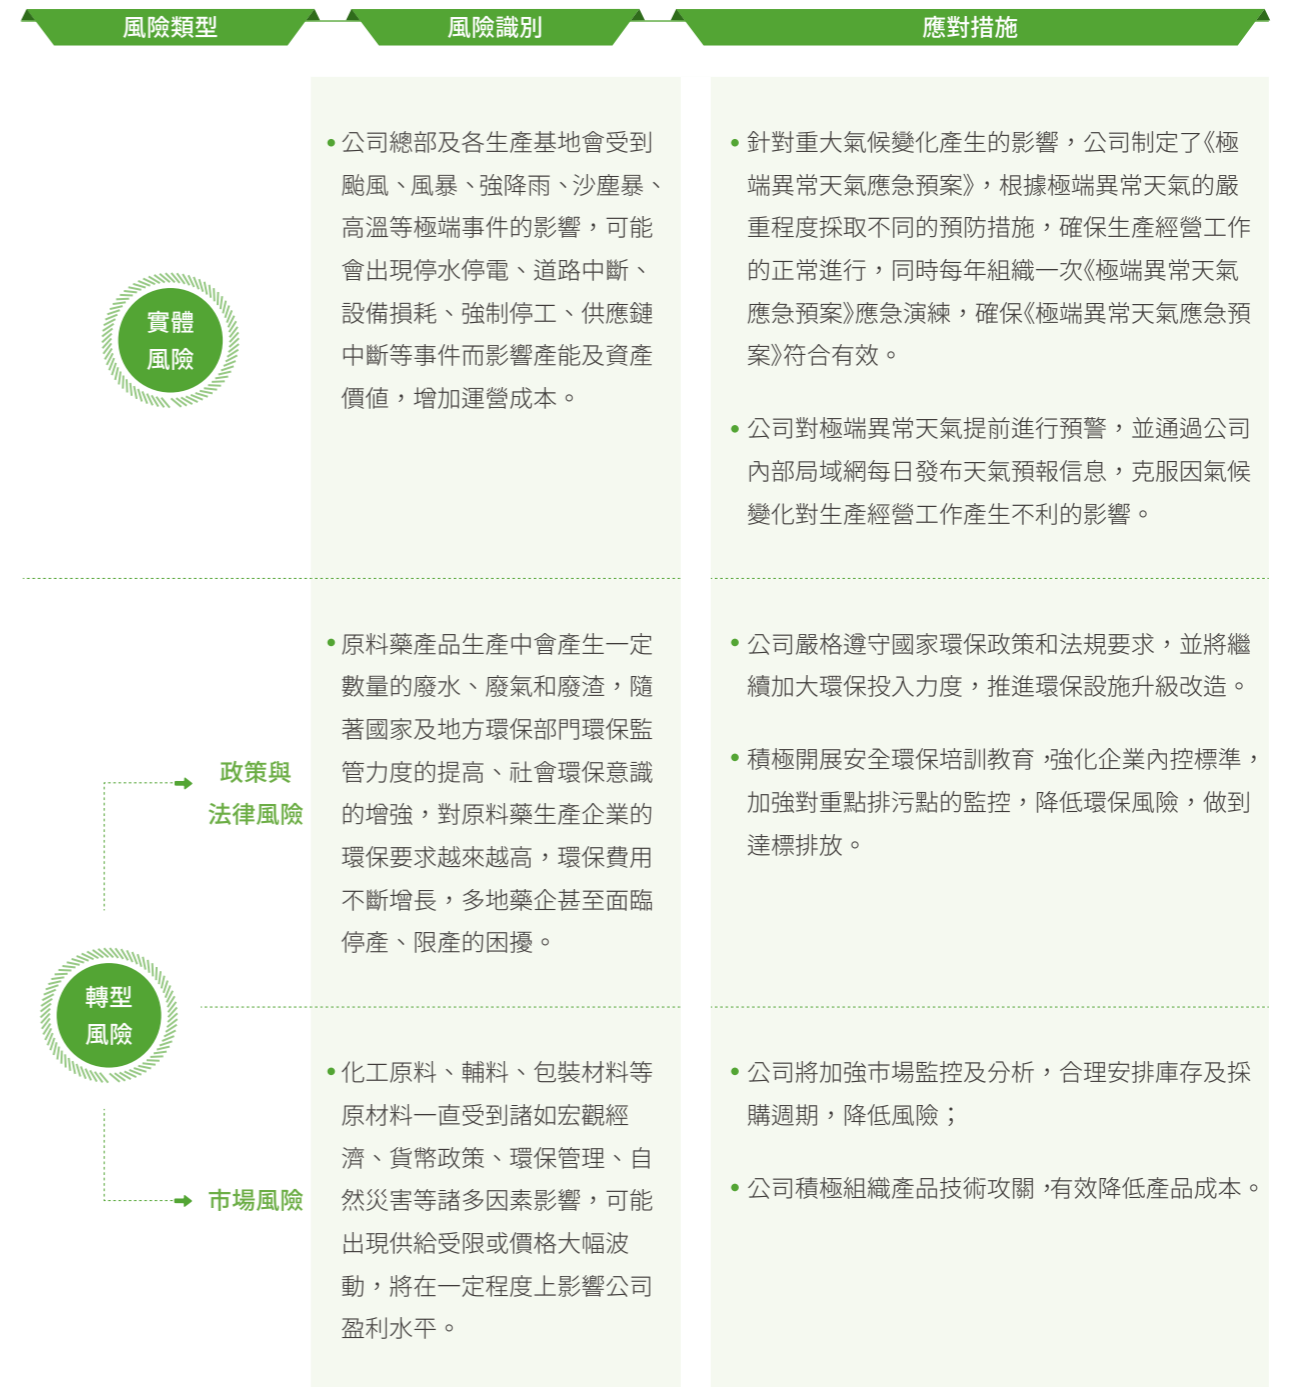 風險類型
風險識別
應對措施
實體
風險
• 公司總部及各生產基地會受到
颱風、風暴、強降雨、沙塵暴、
高溫等極端事件的影響，可能
會出現停水停電、道路中斷、
設備損耗、強制停工、供應鏈
中斷等事件而影響產能及資產
價值，增加運營成本。
• 針對重大氣候變化產生的影響，公司制定了《極
端異常天氣應急預案》，根據極端異常天氣的嚴
重程度採取不同的預防措施，確保生產經營工作
的正常進行，同時每年組織一次《極端異常天氣
應急預案》應急演練，確保《極端異常天氣應急預
案》符合有效。
• 公司對極端異常天氣提前進行預警，並通過公司
內部局域網每日發布天氣預報信息，克服因氣候
變化對生產經營工作產生不利的影響。
轉型
風險
政策與
法律風險
• 原料藥產品生產中會產生一定
數量的廢水、廢氣和廢渣，隨
著國家及地方環保部門環保監
管力度的提高、社會環保意識
的增強，對原料藥生產企業的
環保要求越來越高，環保費用
不斷增長，多地藥企甚至面臨
停產、限產的困擾。
• 公司嚴格遵守國家環保政策和法規要求，並將繼
續加大環保投入力度，推進環保設施升級改造。
• 積極開展安全環保培訓教育，強化企業內控標準，
加強對重點排污點的監控，降低環保風險，做到
達標排放。
市場風險
• 化工原料、輔料、包裝材料等
原材料一直受到諸如宏觀經
濟、貨幣政策、環保管理、自
然災害等諸多因素影響，可能
出現供給受限或價格大幅波
動，將在一定程度上影響公司
盈利水平。
• 公司將加強市場監控及分析，合理安排庫存及採
購週期，降低風險；
• 公司積極組織產品技術攻關，有效降低產品成本。